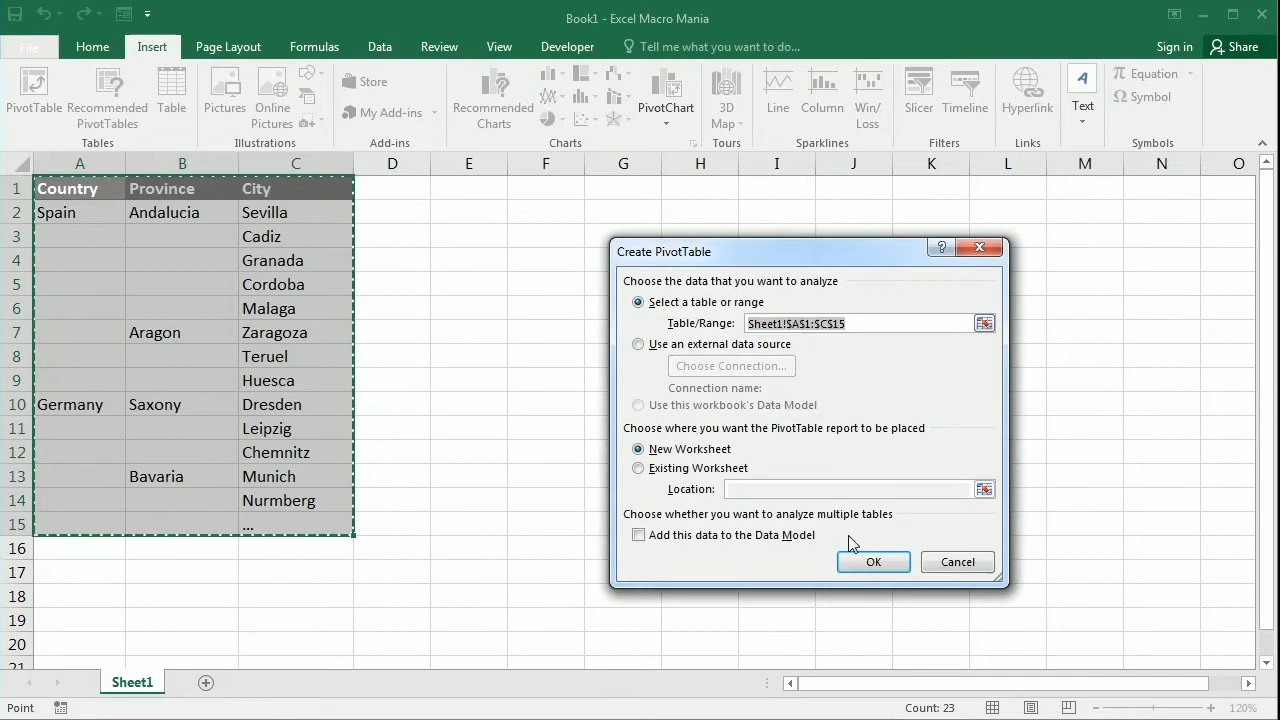 Book1 - Excel Macro Mania
File Home Insert Page Layout Formulas Data Review View Developer Tell me what you want to do... Sign in Share
PivotTable Recommended PivotTables Table Pictures Online Pictures Store My Add-ins Recommended Charts PivotChart 3D Map Line Column Win/Loss Slicer Timeline Hyperlink A Text π Equation Ω Symbol
Tables Illustrations Add-ins Charts Tours Sparklines Filters Links Symbols
A B C D E F G H I J K L M N O
1 Country Province City
2 Spain Andalucia Sevilla
3 Cadiz
4 Granada
5 Cordoba
6 Malaga
7 Aragon Zaragoza
8 Teruel
9 Huesca
10 Germany Saxony Dresden
11 Leipzig
12 Chemnitz
13 Bavaria Munich
14 Nurmberg
15 ...
16
17
18
19
20
21
Create PivotTable
Choose the data that you want to analyze
Select a table or range
Table/Range: Sheet1!$A$1:$C$15
Use an external data source
Choose Connection...
Connection name:
Use this workbook's Data Model
Choose where you want the PivotTable report to be placed
New Worksheet
Existing Worksheet
Location:
Choose whether you want to analyze multiple tables
Add this data to the Data Model
OK Cancel
Sheet1
Point Count: 23 120%